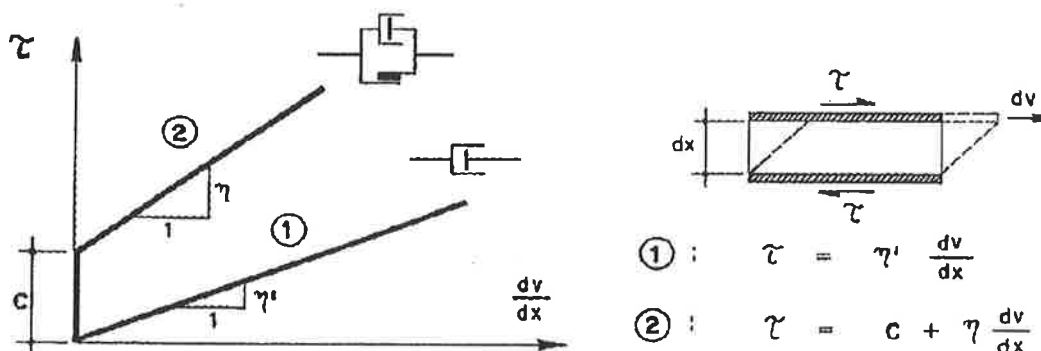 τ
②
η
1
①
η'
1
C
dv
dx
τ
dv
dx
τ
① : τ = η' dv/dx
② : τ = C + η dv/dx